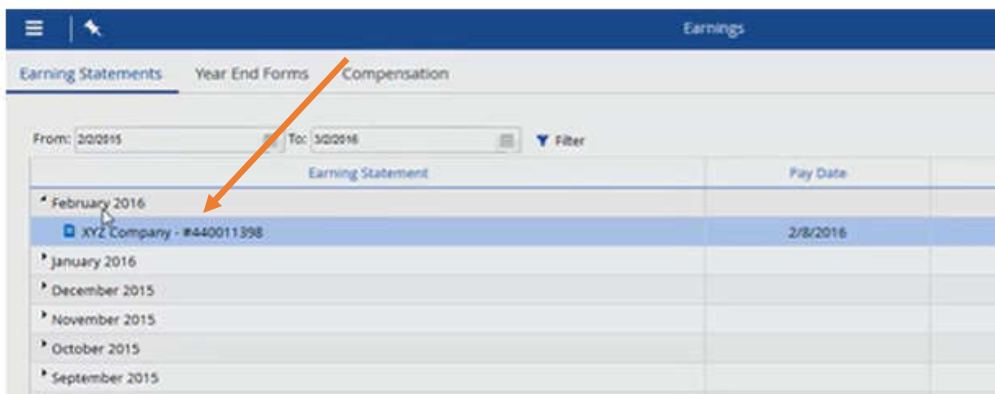 Earnings
Earning Statements Year End Forms Compensation
From: 2/2/2015 To: 3/2/2016 Filter
Earning Statement Pay Date
February 2016
XYZ Company - #440011398 2/8/2016
January 2016
December 2015
November 2015
October 2015
September 2015